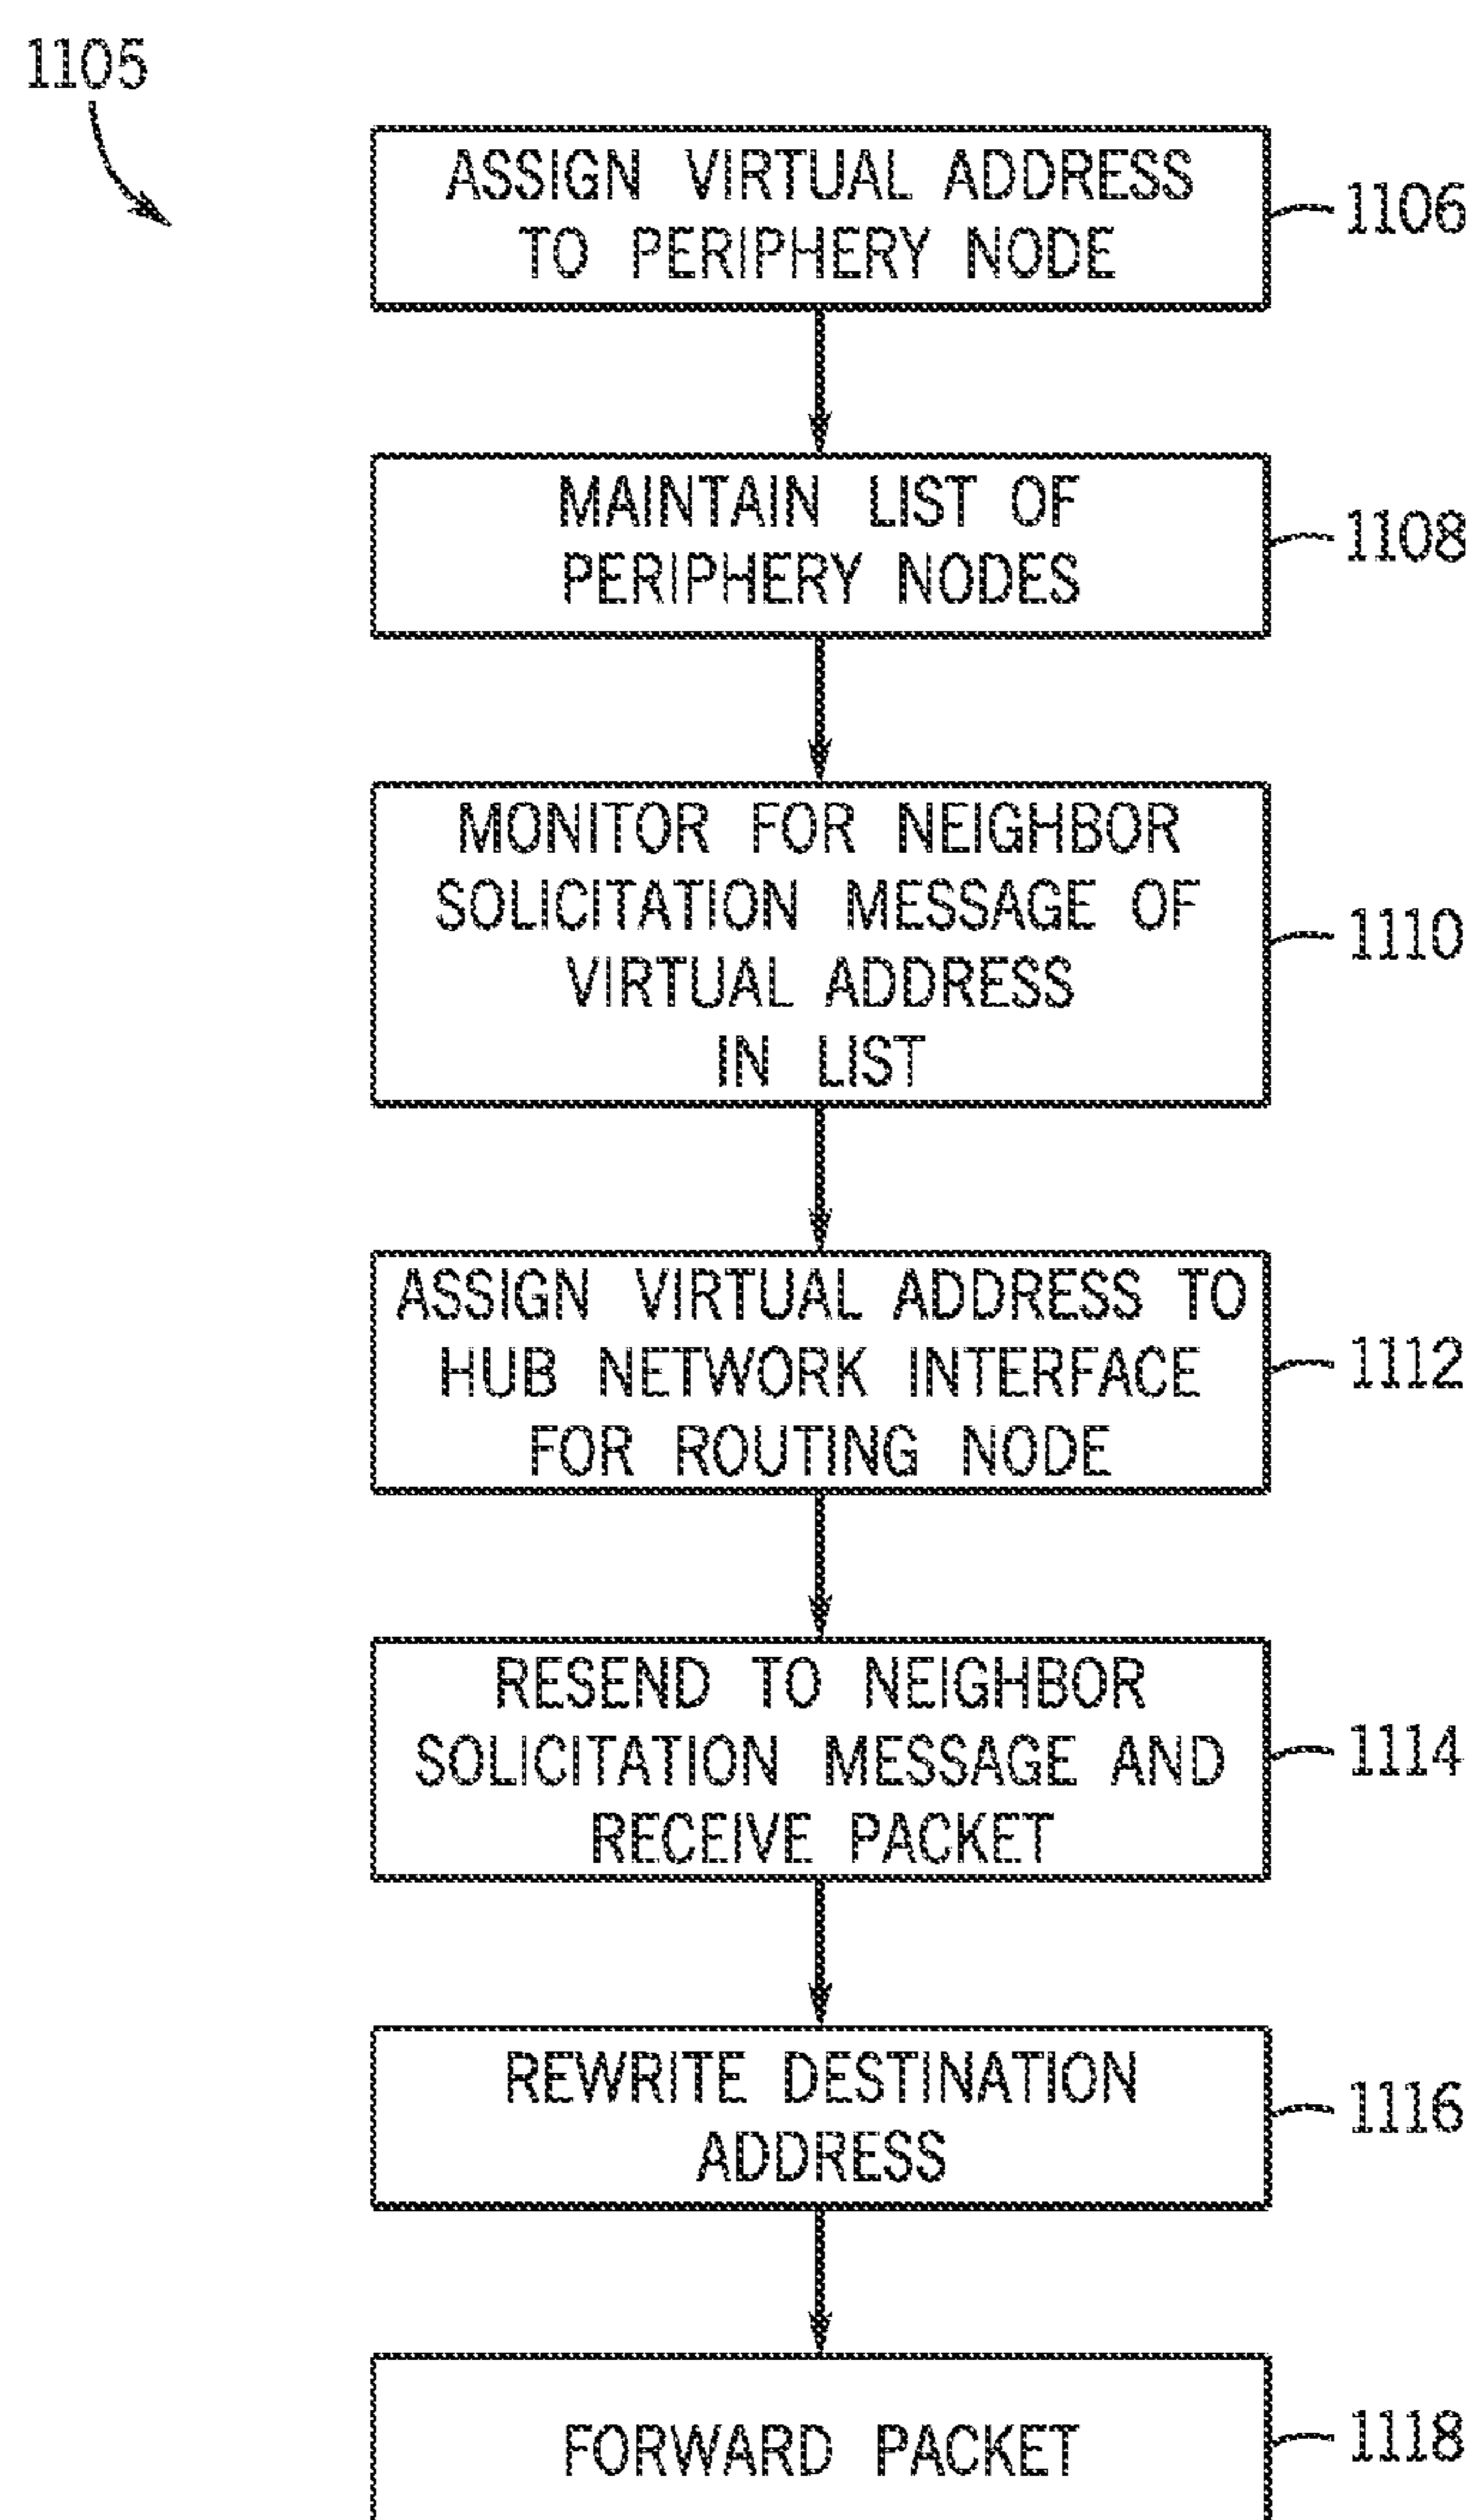 1105
ASSIGN VIRTUAL ADDRESS
TO PERIPHERY NODE
1106
MAINTAIN LIST OF
PERIPHERY NODES
1108
MONITOR FOR NEIGHBOR
SOLICITATION MESSAGE OF
VIRTUAL ADDRESS
IN LIST
1110
ASSIGN VIRTUAL ADDRESS TO
HUB NETWORK INTERFACE
FOR ROUTING NODE
1112
RESEND TO NEIGHBOR
SOLICITATION MESSAGE AND
RECEIVE PACKET
1114
REWRITE DESTINATION
ADDRESS
1116
FORWARD PACKET
1118